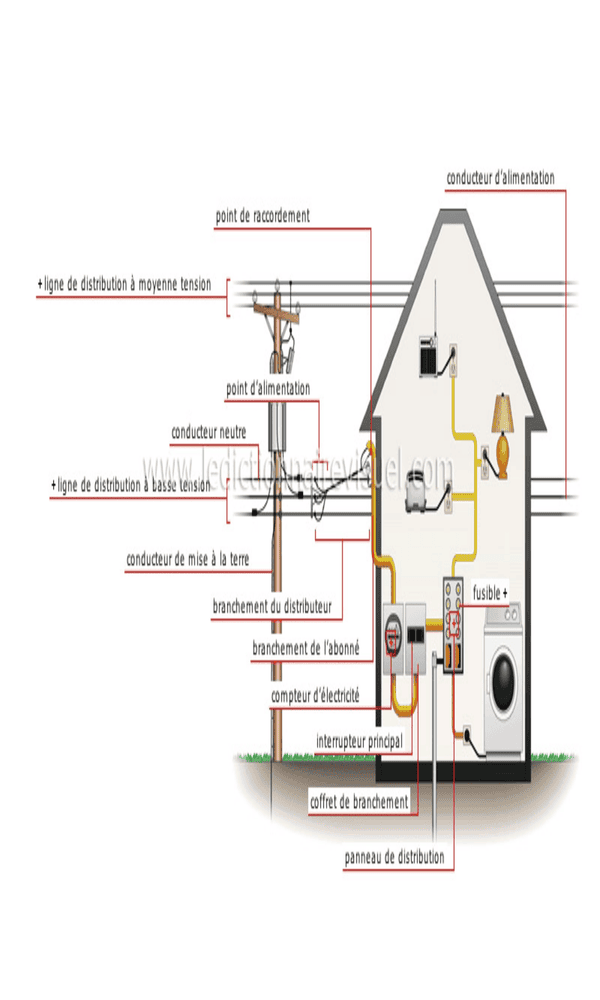 conducteur d'alimentation
point de raccordement
+ ligne de distribution à moyenne tension
point d'alimentation
conducteur neutre
www.ledictionnairevisuel.com
+ ligne de distribution à basse tension
conducteur de mise à la terre
fusible +
branchement du distributeur
branchement de l'abonné
compteur d'électricité
interrupteur principal
coffret de branchement
panneau de distribution